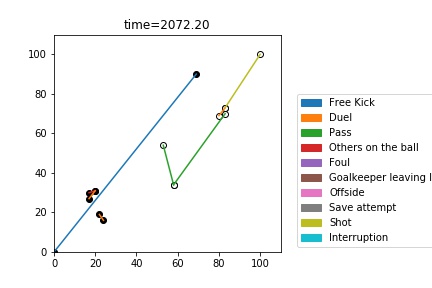 time=2072.20
100
80
60
40
20
0
0
20
40
60
80
100
Free Kick
Duel
Pass
Others on the ball
Foul
Goalkeeper leaving l
Offside
Save attempt
Shot
Interruption